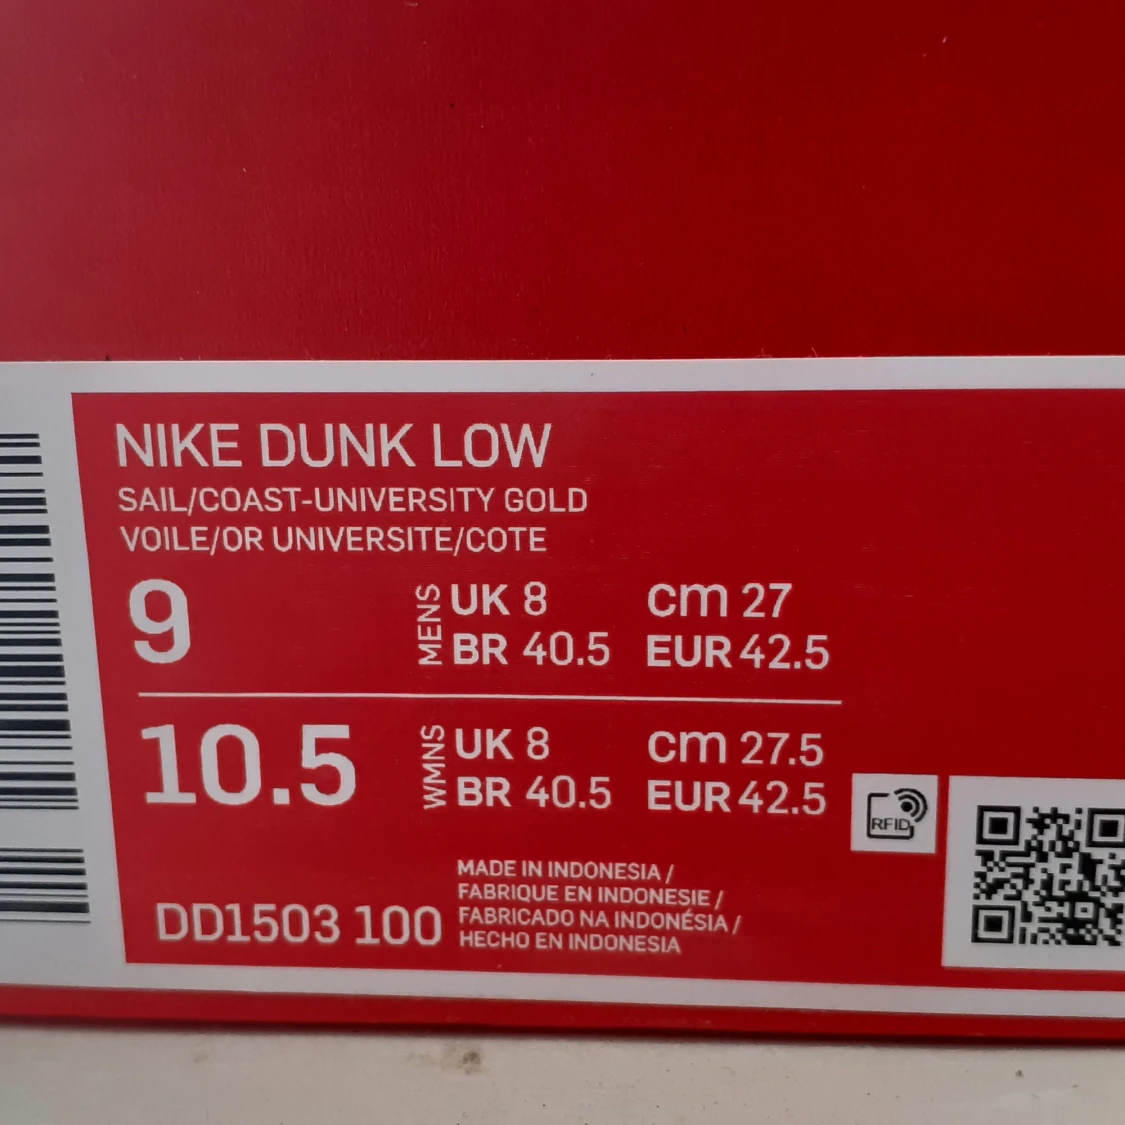 NIKE DUNK LOW
SAIL/COAST-UNIVERSITY GOLD
VOILE/OR UNIVERSITE/COTE
9
MENS
UK 8 cm 27
BR 40.5 EUR 42.5
10.5
WMNS
UK 8 cm 27.5
BR 40.5 EUR 42.5
RFID
DD1503 100
MADE IN INDONESIA /
FABRIQUE EN INDONESIE /
FABRICADO NA INDONÉSIA /
HECHO EN INDONESIA